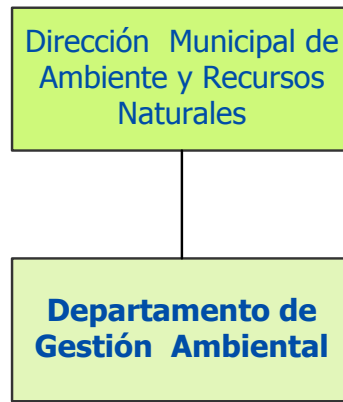 Dirección Municipal de
Ambiente y Recursos
Naturales
Departamento de
Gestión Ambiental